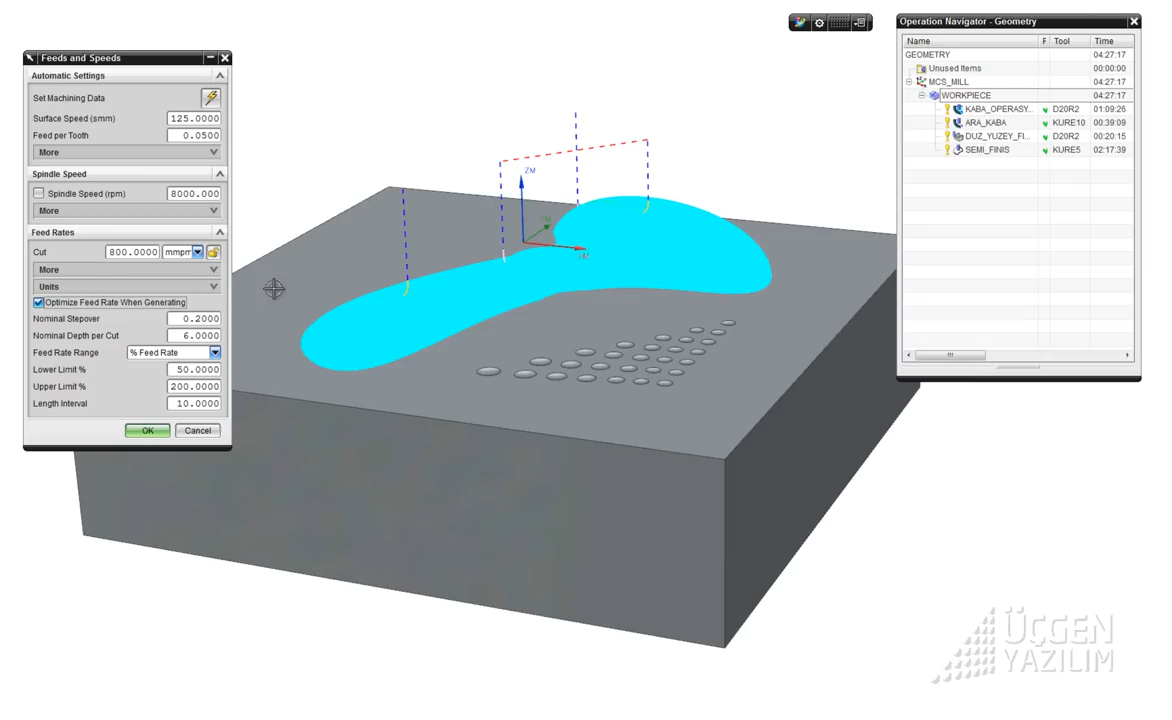 Feeds and Speeds
Automatic Settings
Set Machining Data
Surface Speed (smm) 125.0000
Feed per Tooth 0.0500
More
Spindle Speed
Spindle Speed (rpm) 8000.000
More
Feed Rates
Cut 800.0000 mmpm
More
Units
Optimize Feed Rate When Generating
Nominal Stepover 0.2000
Nominal Depth per Cut 6.0000
Feed Rate Range % Feed Rate
Lower Limit % 50.0000
Upper Limit % 200.0000
Length Interval 10.0000
OK Cancel
ZM
YM
XM
Operation Navigator - Geometry
Name F Tool Time
GEOMETRY 04:27:17
Unused Items 00:00:00
MCS_MILL 04:27:17
WORKPIECE 04:27:17
KABA_OPERASY... D20R2 01:09:26
ARA_KABA KURE10 00:39:09
DUZ_YUZEY_FI... D20R2 00:20:15
SEMI_FINIS KURE5 02:17:39
ÜÇGEN
YAZILIM